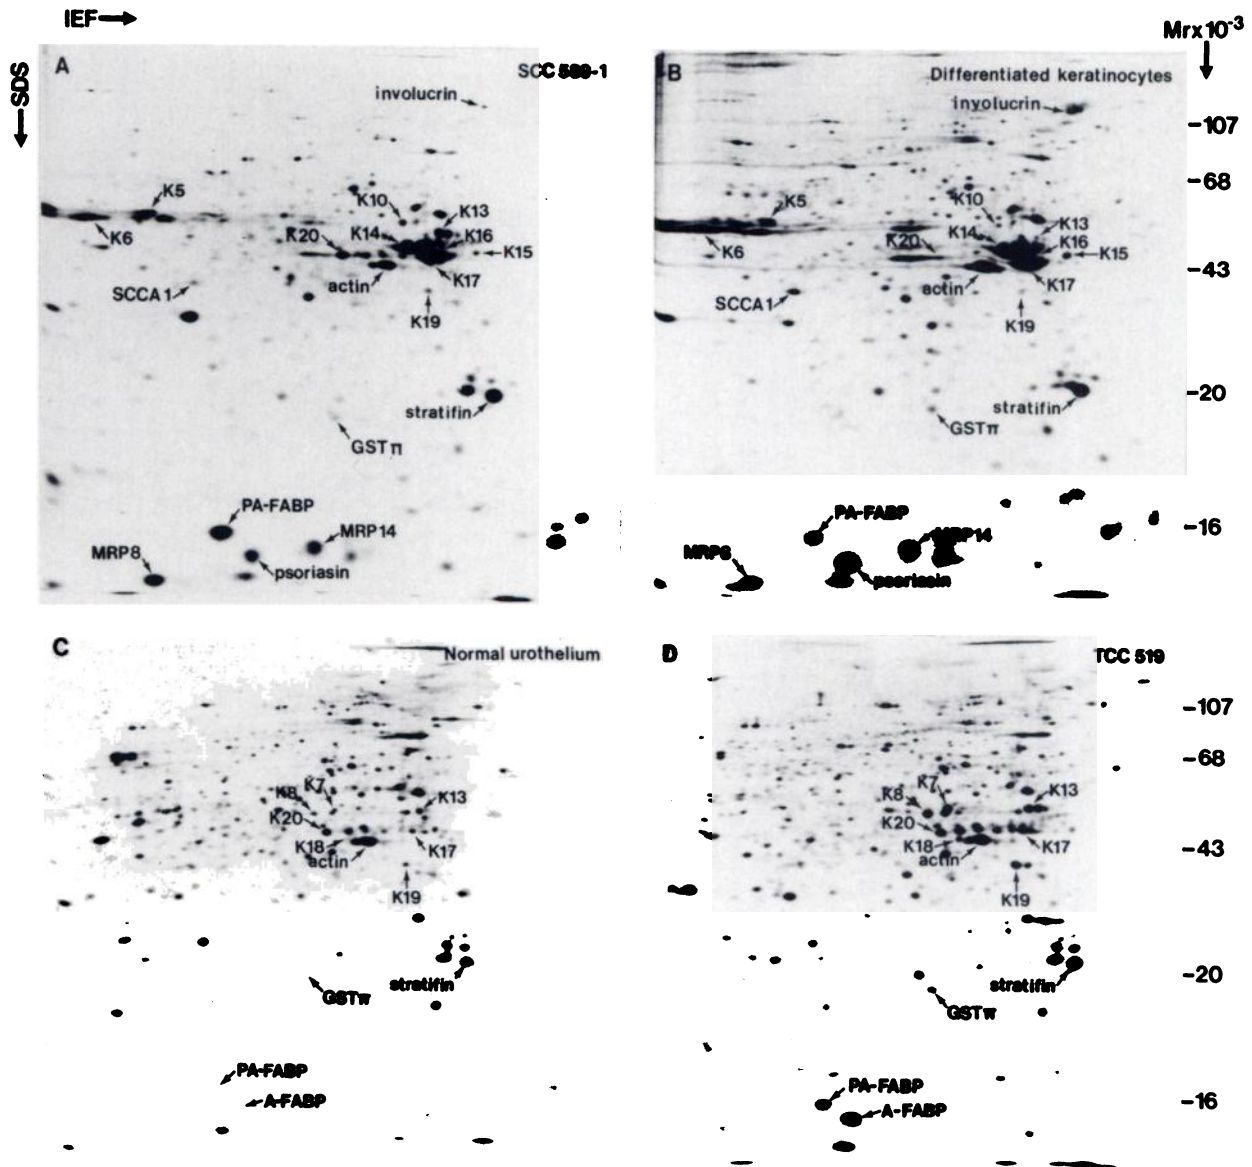 IEF
SDS
Mrx10-3
A
SCC 589-1
involucrin
K5
K6
K10
K13
K14
K16
K20
K15
K17
actin
SCCA1
K19
stratifin
GSTπ
PA-FABP
MRP8
MRP14
psoriasin
B
Differentiated keratinocytes
involucrin
-107
-68
K5
K10
K13
K14
K16
K6
K20
K15
-43
K17
actin
SCCA1
K19
-20
stratifin
GSTπ
PA-FABP
-16
MRP14
MRP8
psoriasin
C
Normal urothelium
K7
K8
K13
K20
K18
K17
actin
K19
stratifin
GSTπ
PA-FABP
A-FABP
D
TCC 519
-107
-68
K7
K8
K13
K20
K18
K17
-43
actin
K19
-20
stratifin
GSTπ
PA-FABP
A-FABP
-16